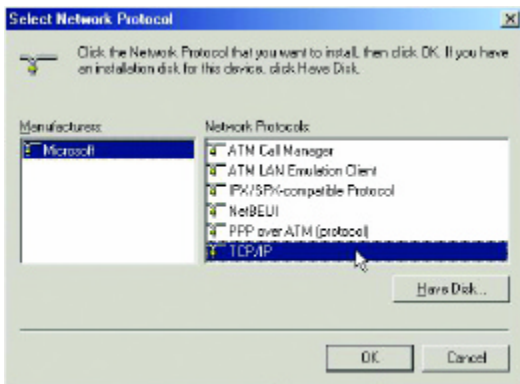 Select Network Protocol
Click the Network Protocol that you want to install, then click OK. If you have
an installation disk for this device, click Have Disk.
Manufacturers:
Microsoft
Network Protocols:
ATM Call Manager
ATM LAN Emulation Client
IPX/SPX-compatible Protocol
NetBEUI
PPP over ATM (protocol)
TCP/IP
Have Disk...
OK
Cancel